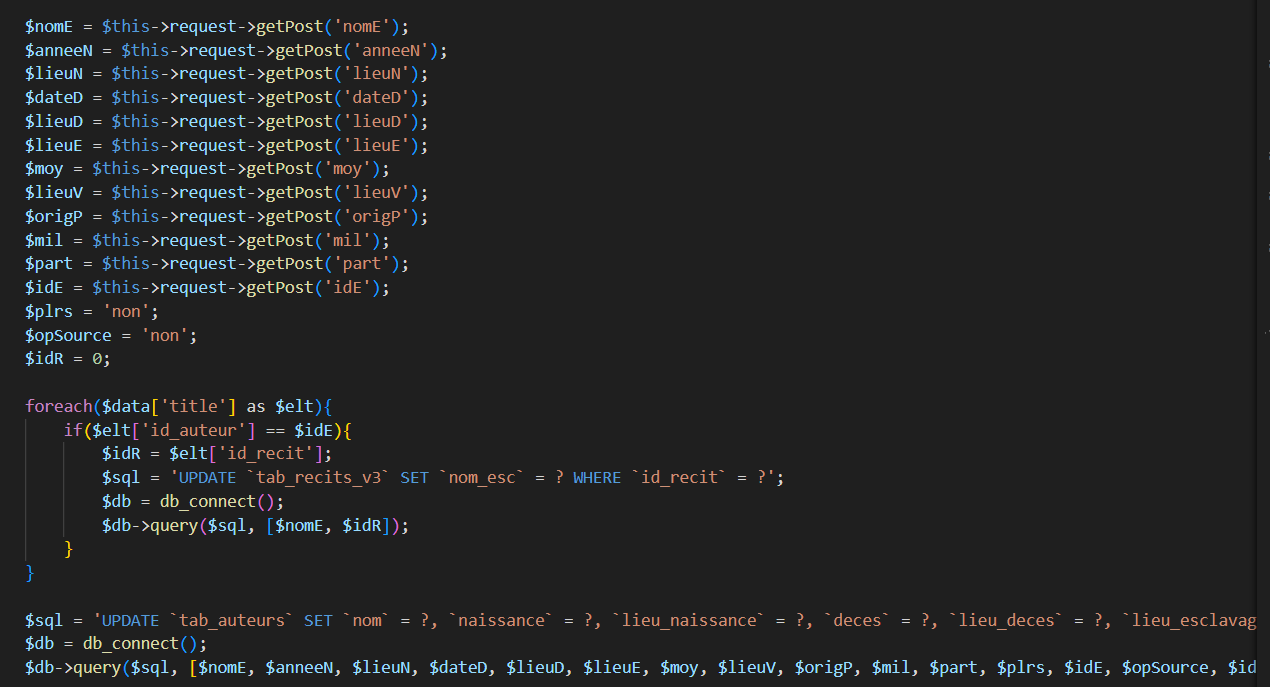 $nomE = $this->request->getPost('nomE');
$anneeN = $this->request->getPost('anneeN');
$lieuN = $this->request->getPost('lieuN');
$dateD = $this->request->getPost('dateD');
$lieuD = $this->request->getPost('lieuD');
$lieuE = $this->request->getPost('lieuE');
$moy = $this->request->getPost('moy');
$lieuV = $this->request->getPost('lieuV');
$origP = $this->request->getPost('origP');
$mil = $this->request->getPost('mil');
$part = $this->request->getPost('part');
$idE = $this->request->getPost('idE');
$plrs = 'non';
$opSource = 'non';
$idR = 0;

foreach($data['title'] as $elt){
    if($elt['id_auteur'] == $idE){
        $idR = $elt['id_recit'];
        $sql = 'UPDATE `tab_recits_v3` SET `nom_esc` = ? WHERE `id_recit` = ?';
        $db = db_connect();
        $db->query($sql, [$nomE, $idR]);
    }
}

$sql = 'UPDATE `tab_auteurs` SET `nom` = ?, `naissance` = ?, `lieu_naissance` = ?, `deces` = ?, `lieu_deces` = ?, `lieu_esclavag
$db = db_connect();
$db->query($sql, [$nomE, $anneeN, $lieuN, $dateD, $lieuD, $lieuE, $moy, $lieuV, $origP, $mil, $part, $plrs, $idE, $opSource, $id